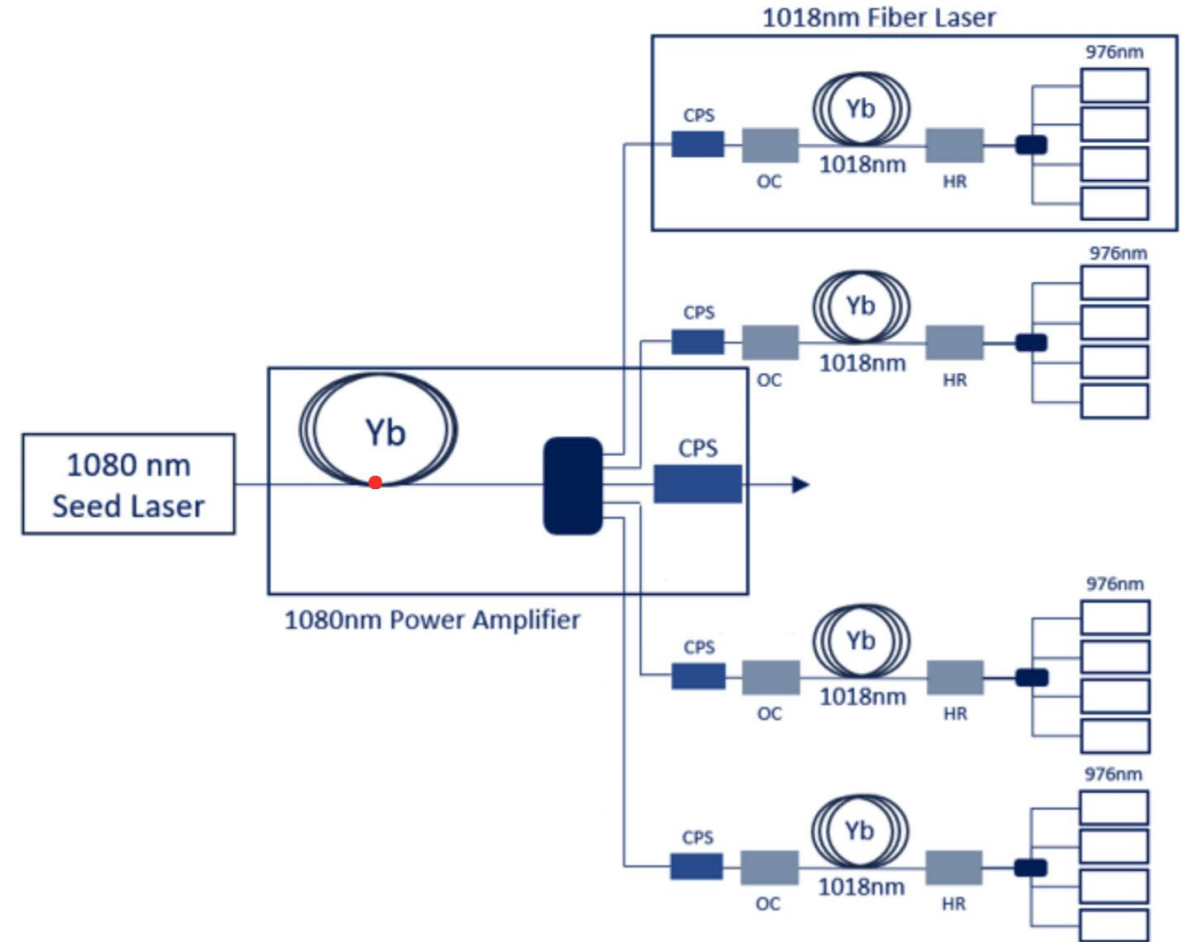 1018nm Fiber Laser
976nm
CPS
Yb
OC
1018nm
HR
976nm
CPS
Yb
OC
1018nm
HR
Yb
CPS
1080 nm
Seed Laser
1080nm Power Amplifier
976nm
CPS
Yb
OC
1018nm
HR
976nm
CPS
Yb
OC
1018nm
HR